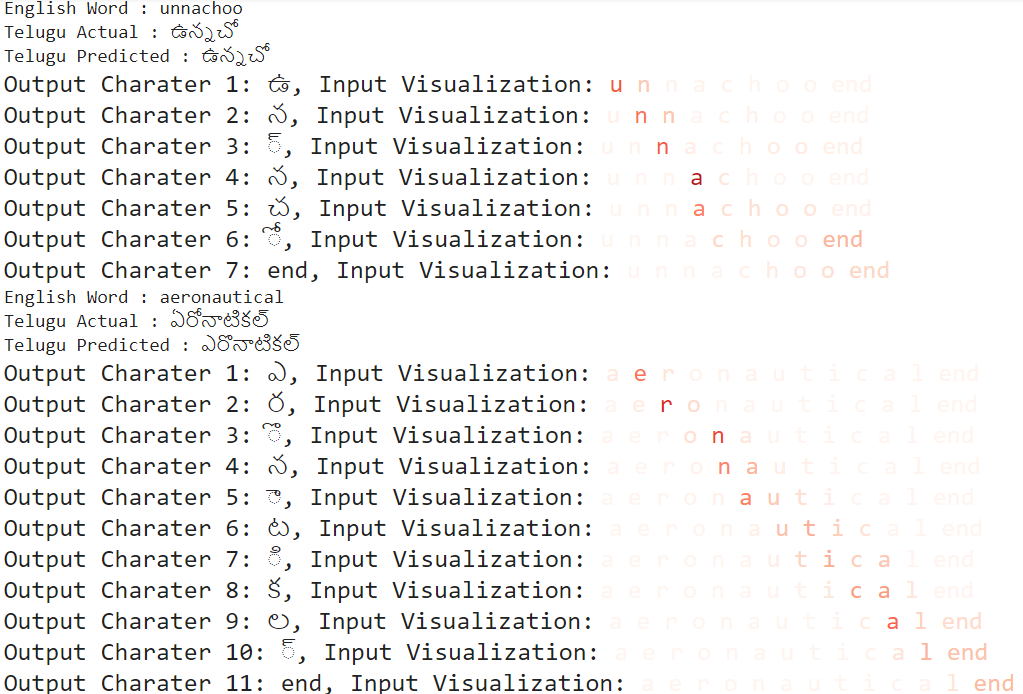 English Word : unnachoo
Telugu Actual : ఉన్నచో
Telugu Predicted : ఉన్నచో
Output Charater 1: ఉ, Input Visualization: u n n a c h o o end
Output Charater 2: న, Input Visualization: u n n a c h o o end
Output Charater 3: ్, Input Visualization: u n n a c h o o end
Output Charater 4: న, Input Visualization: u n n a c h o o end
Output Charater 5: చ, Input Visualization: u n n a c h o o end
Output Charater 6: ో, Input Visualization: u n n a c h o o end
Output Charater 7: end, Input Visualization: u n n a c h o o end
English Word : aeronautical
Telugu Actual : ఏరోనాటికల్
Telugu Predicted : ఎరొనాటికల్
Output Charater 1: ఎ, Input Visualization: a e r o n a u t i c a l end
Output Charater 2: ర, Input Visualization: a e r o n a u t i c a l end
Output Charater 3: ొ, Input Visualization: a e r o n a u t i c a l end
Output Charater 4: న, Input Visualization: a e r o n a u t i c a l end
Output Charater 5: ా, Input Visualization: a e r o n a u t i c a l end
Output Charater 6: ట, Input Visualization: a e r o n a u t i c a l end
Output Charater 7: ి, Input Visualization: a e r o n a u t i c a l end
Output Charater 8: క, Input Visualization: a e r o n a u t i c a l end
Output Charater 9: ల, Input Visualization: a e r o n a u t i c a l end
Output Charater 10: ్, Input Visualization: a e r o n a u t i c a l end
Output Charater 11: end, Input Visualization: a e r o n a u t i c a l end